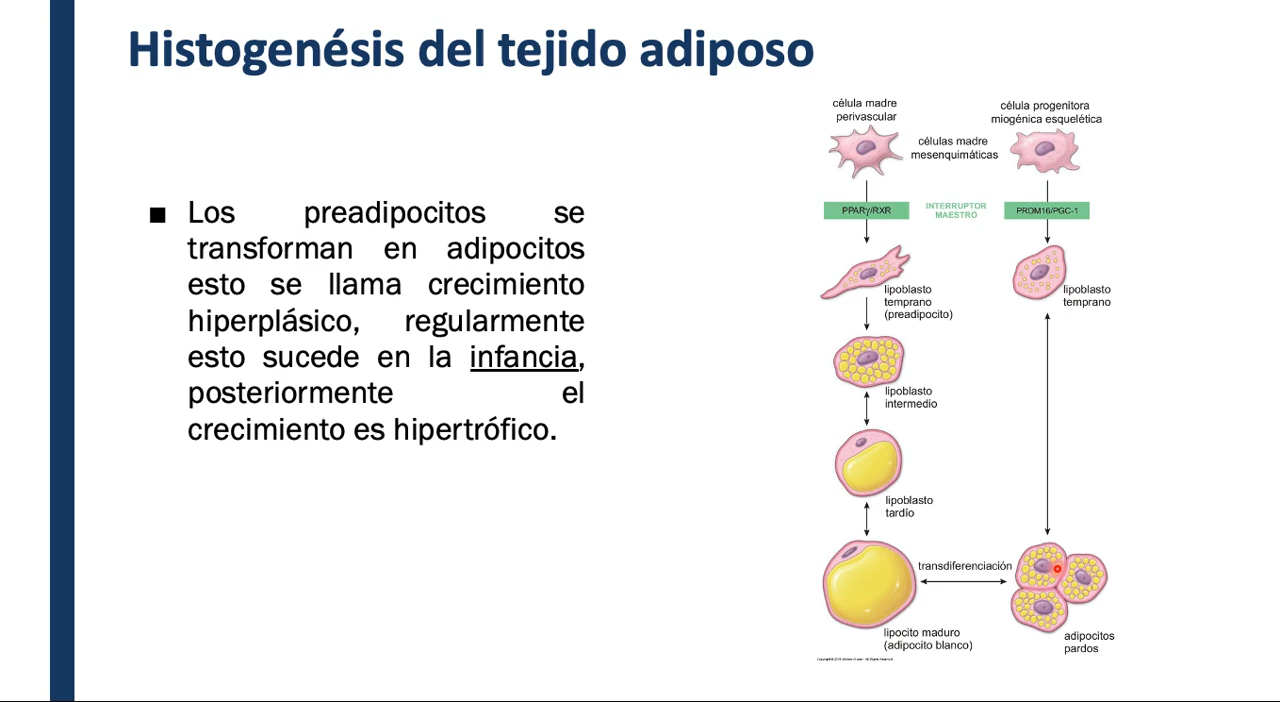 Histogenésis del tejido adiposo
■ Los preadipocitos se
transforman en adipocitos
esto se llama crecimiento
hiperplásico, regularmente
esto sucede en la infancia,
posteriormente el
crecimiento es hipertrófico.
célula madre
perivascular
célula progenitora
miogénica esquelética
células madre
mesenquimáticas
PPARγ/RXR
INTERRUPTOR
MAESTRO
PRDM16/PGC-1
lipoblasto
temprano
(preadipocito)
lipoblasto
temprano
lipoblasto
intermedio
lipoblasto
tardío
transdiferenciación
lipocito maduro
(adipocito blanco)
adipocitos
pardos